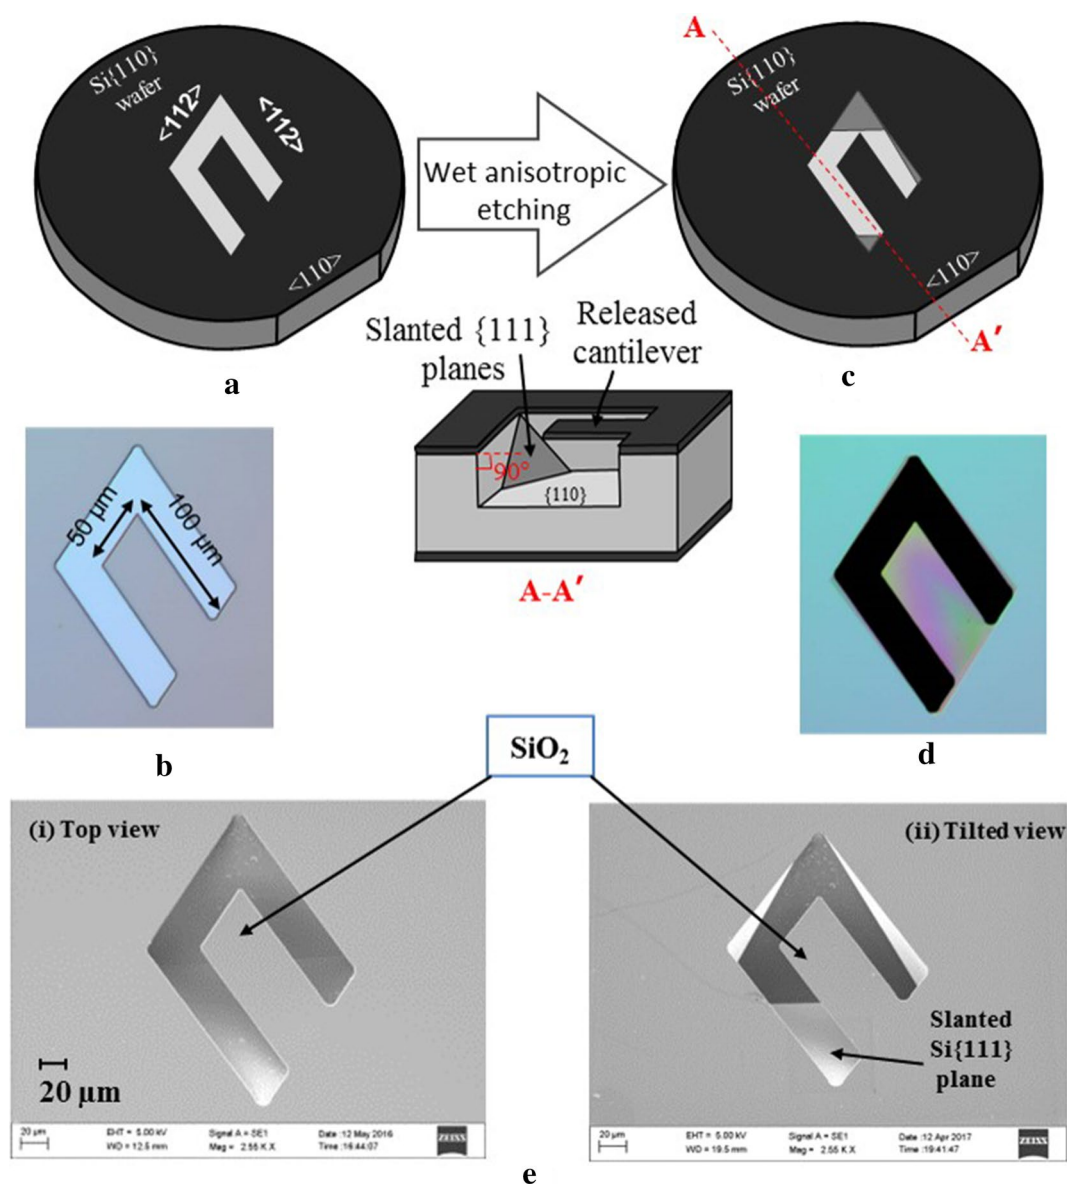 Si{110}
wafer
<112>
<112>
<110>
a
Wet anisotropic
etching
A
Si{110}
wafer
<110>
A′
c
Slanted {111}
planes
Released
cantilever
90°
{110}
A-A′
50 μm
100 μm
b
d
SiO₂
(i) Top view
20 μm
20 μm
EHT = 5.00 kV
WD = 12.5 mm
Signal A = SE1
Mag = 2.55 K X
Date :12 May 2016
Time :16:44:07
ZEISS
(ii) Tilted view
Slanted
Si{111}
plane
20 μm
EHT = 5.00 kV
WD = 19.5 mm
Signal A = SE1
Mag = 2.55 K X
Date :12 Apr 2017
Time :19:41:47
ZEISS
e